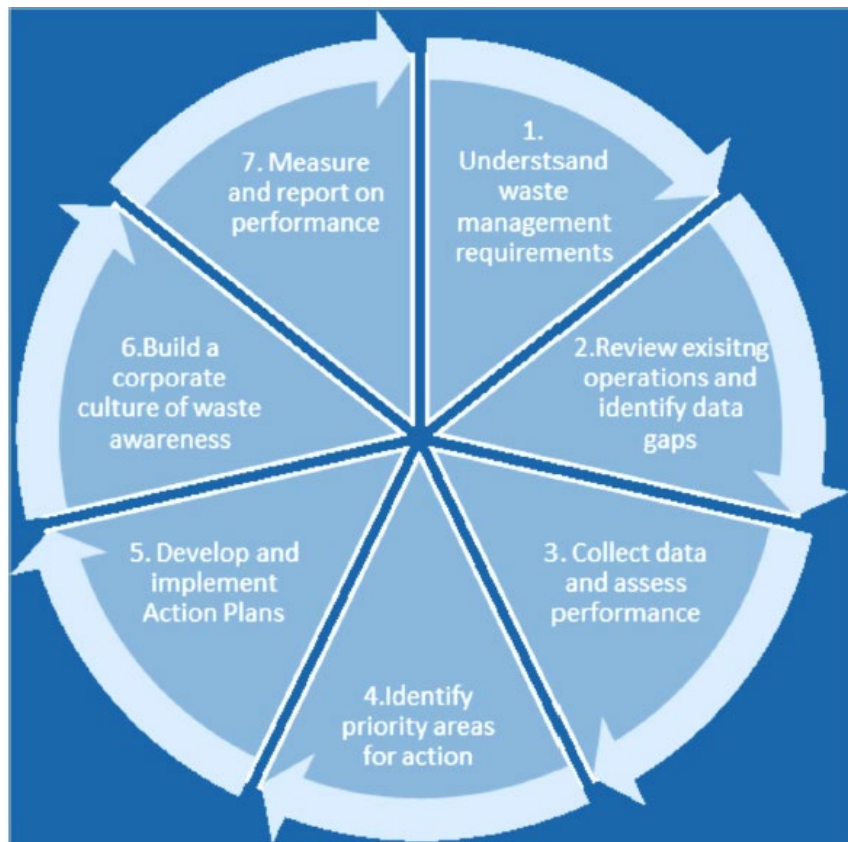 1.
Understsand
waste
management
requirements
2.Review exisitng
operations and
identify data
gaps
3. Collect data
and assess
performance
4.Identify
priority areas
for action
5. Develop and
implement
Action Plans
6.Build a
corporate
culture of waste
awareness
7. Measure
and report on
performance